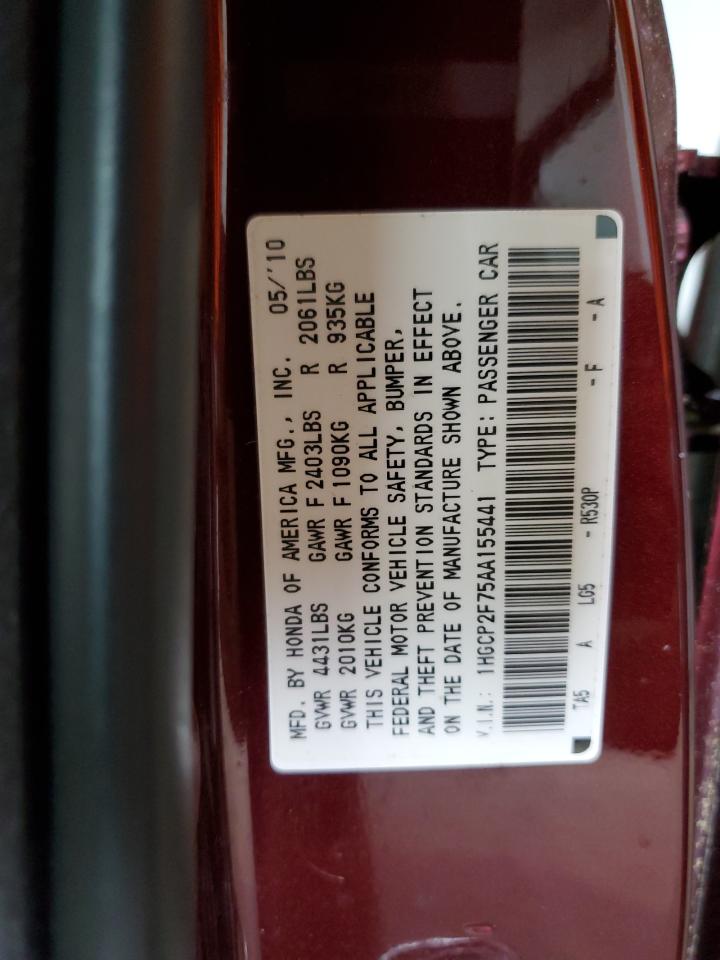 MFD. BY HONDA OF AMERICA MFG., INC. 05/'10
GVWR 4431LBS GAWR F 2403LBS R 2061LBS
GVWR 2010KG GAWR F 1090KG R 935KG
THIS VEHICLE CONFORMS TO ALL APPLICABLE
FEDERAL MOTOR VEHICLE SAFETY, BUMPER,
AND THEFT PREVENTION STANDARDS IN EFFECT
ON THE DATE OF MANUFACTURE SHOWN ABOVE.
V.I.N.: 1HGCP2F75AA155441 TYPE: PASSENGER CAR
TA5 A LG5 - R530P - F - A